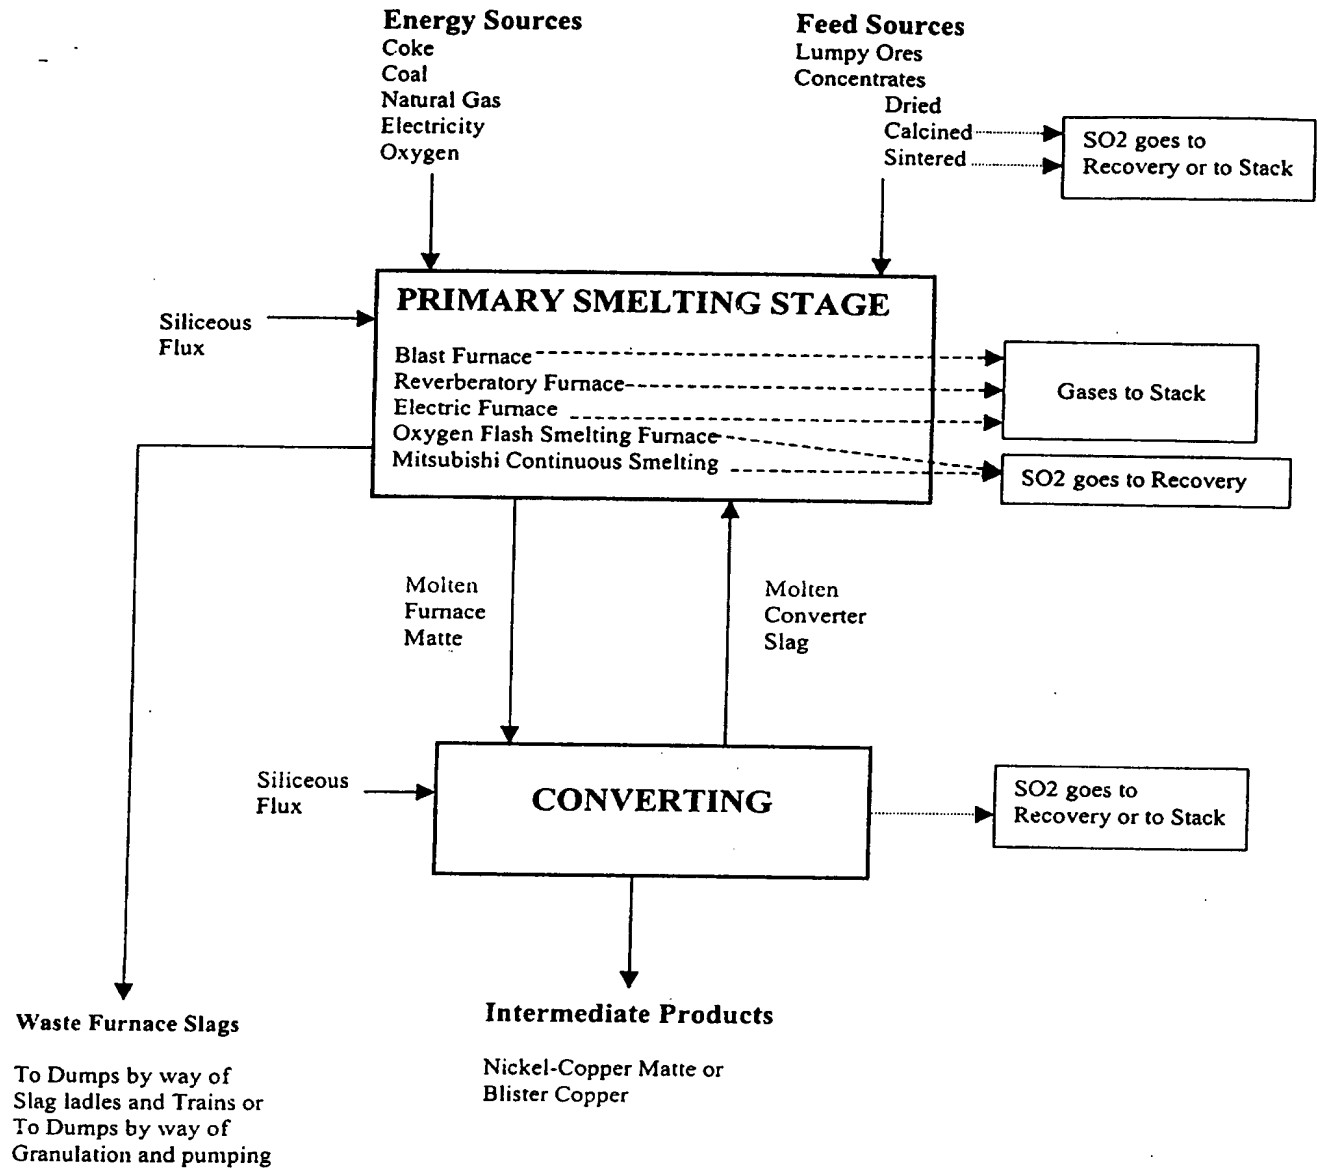 Energy Sources
Coke
Coal
Natural Gas
Electricity
Oxygen
Feed Sources
Lumpy Ores
Concentrates
Dried
Calcined
Sintered
SO2 goes to
Recovery or to Stack
Siliceous
Flux
PRIMARY SMELTING STAGE
Blast Furnace
Reverberatory Furnace
Electric Furnace
Oxygen Flash Smelting Furnace
Mitsubishi Continuous Smelting
Gases to Stack
SO2 goes to Recovery
Molten
Furnace
Matte
Molten
Converter
Slag
Siliceous
Flux
CONVERTING
SO2 goes to
Recovery or to Stack
Waste Furnace Slags
To Dumps by way of
Slag ladles and Trains or
To Dumps by way of
Granulation and pumping
Intermediate Products
Nickel-Copper Matte or
Blister Copper